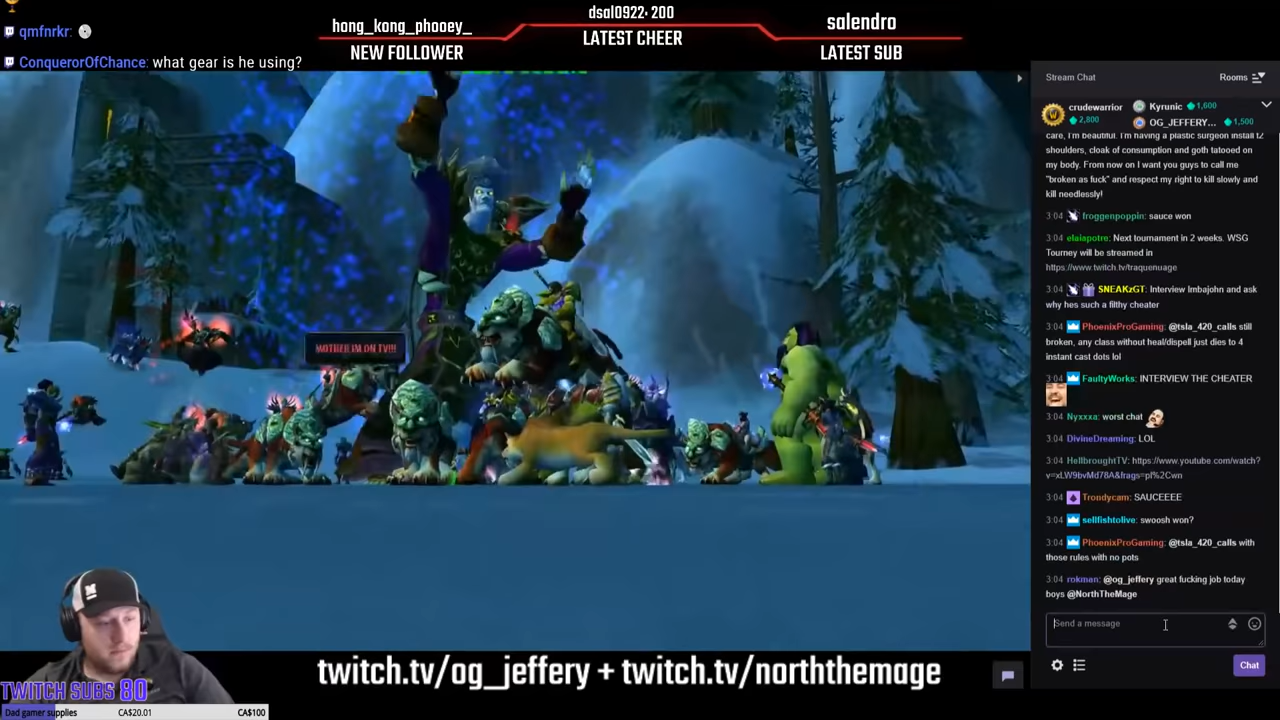 qmfnrkr:
ConquerorOfChance: what gear is he using?
hong_kong_phooey_
NEW FOLLOWER
dsal0922: 200
LATEST CHEER
salendro
LATEST SUB
MOTHER IM ON TV!!!
Stream Chat
Rooms
crudewarrior
2,800
Kyrunic 1,600
OG_JEFFERY... 1,500
care, I'm beautiful. I'm having a plastic surgeon install t2
shoulders, cloak of consumption and goth tatooed on
my body. From now on I want you guys to call me
"broken as fuck" and respect my right to kill slowly and
kill needlessly!
3:04 froggenpoppin: sauce won
3:04 elaiapotre: Next tournament in 2 weeks. WSG
Tourney will be streamed in
https://www.twitch.tv/traquenuage
3:04 SNEAKzGT: Interview Imbajohn and ask
why hes such a filthy cheater
3:04 PhoenixProGaming: @tsla_420_calls still
broken, any class without heal/dispell just dies to 4
instant cast dots lol
3:04 FaultyWorks: INTERVIEW THE CHEATER
3:04 Nyxxxa: worst chat
3:04 DivineDreaming: LOL
3:04 HellbroughtTV: https://www.youtube.com/watch?
v=xLW9bvMd78A&frags=pl%2Cwn
3:04 Trondycam: SAUCEEEE
3:04 sellfishtolive: swoosh won?
3:04 PhoenixProGaming: @tsla_420_calls with
those rules with no pots
3:04 rokman: @og_jeffery great fucking job today
boys @NorthTheMage
Send a message
Chat
twitch.tv/og_jeffery + twitch.tv/norththemage
TWITCH SUBS 80
Dad gamer supplies CA$20.01 CA$100